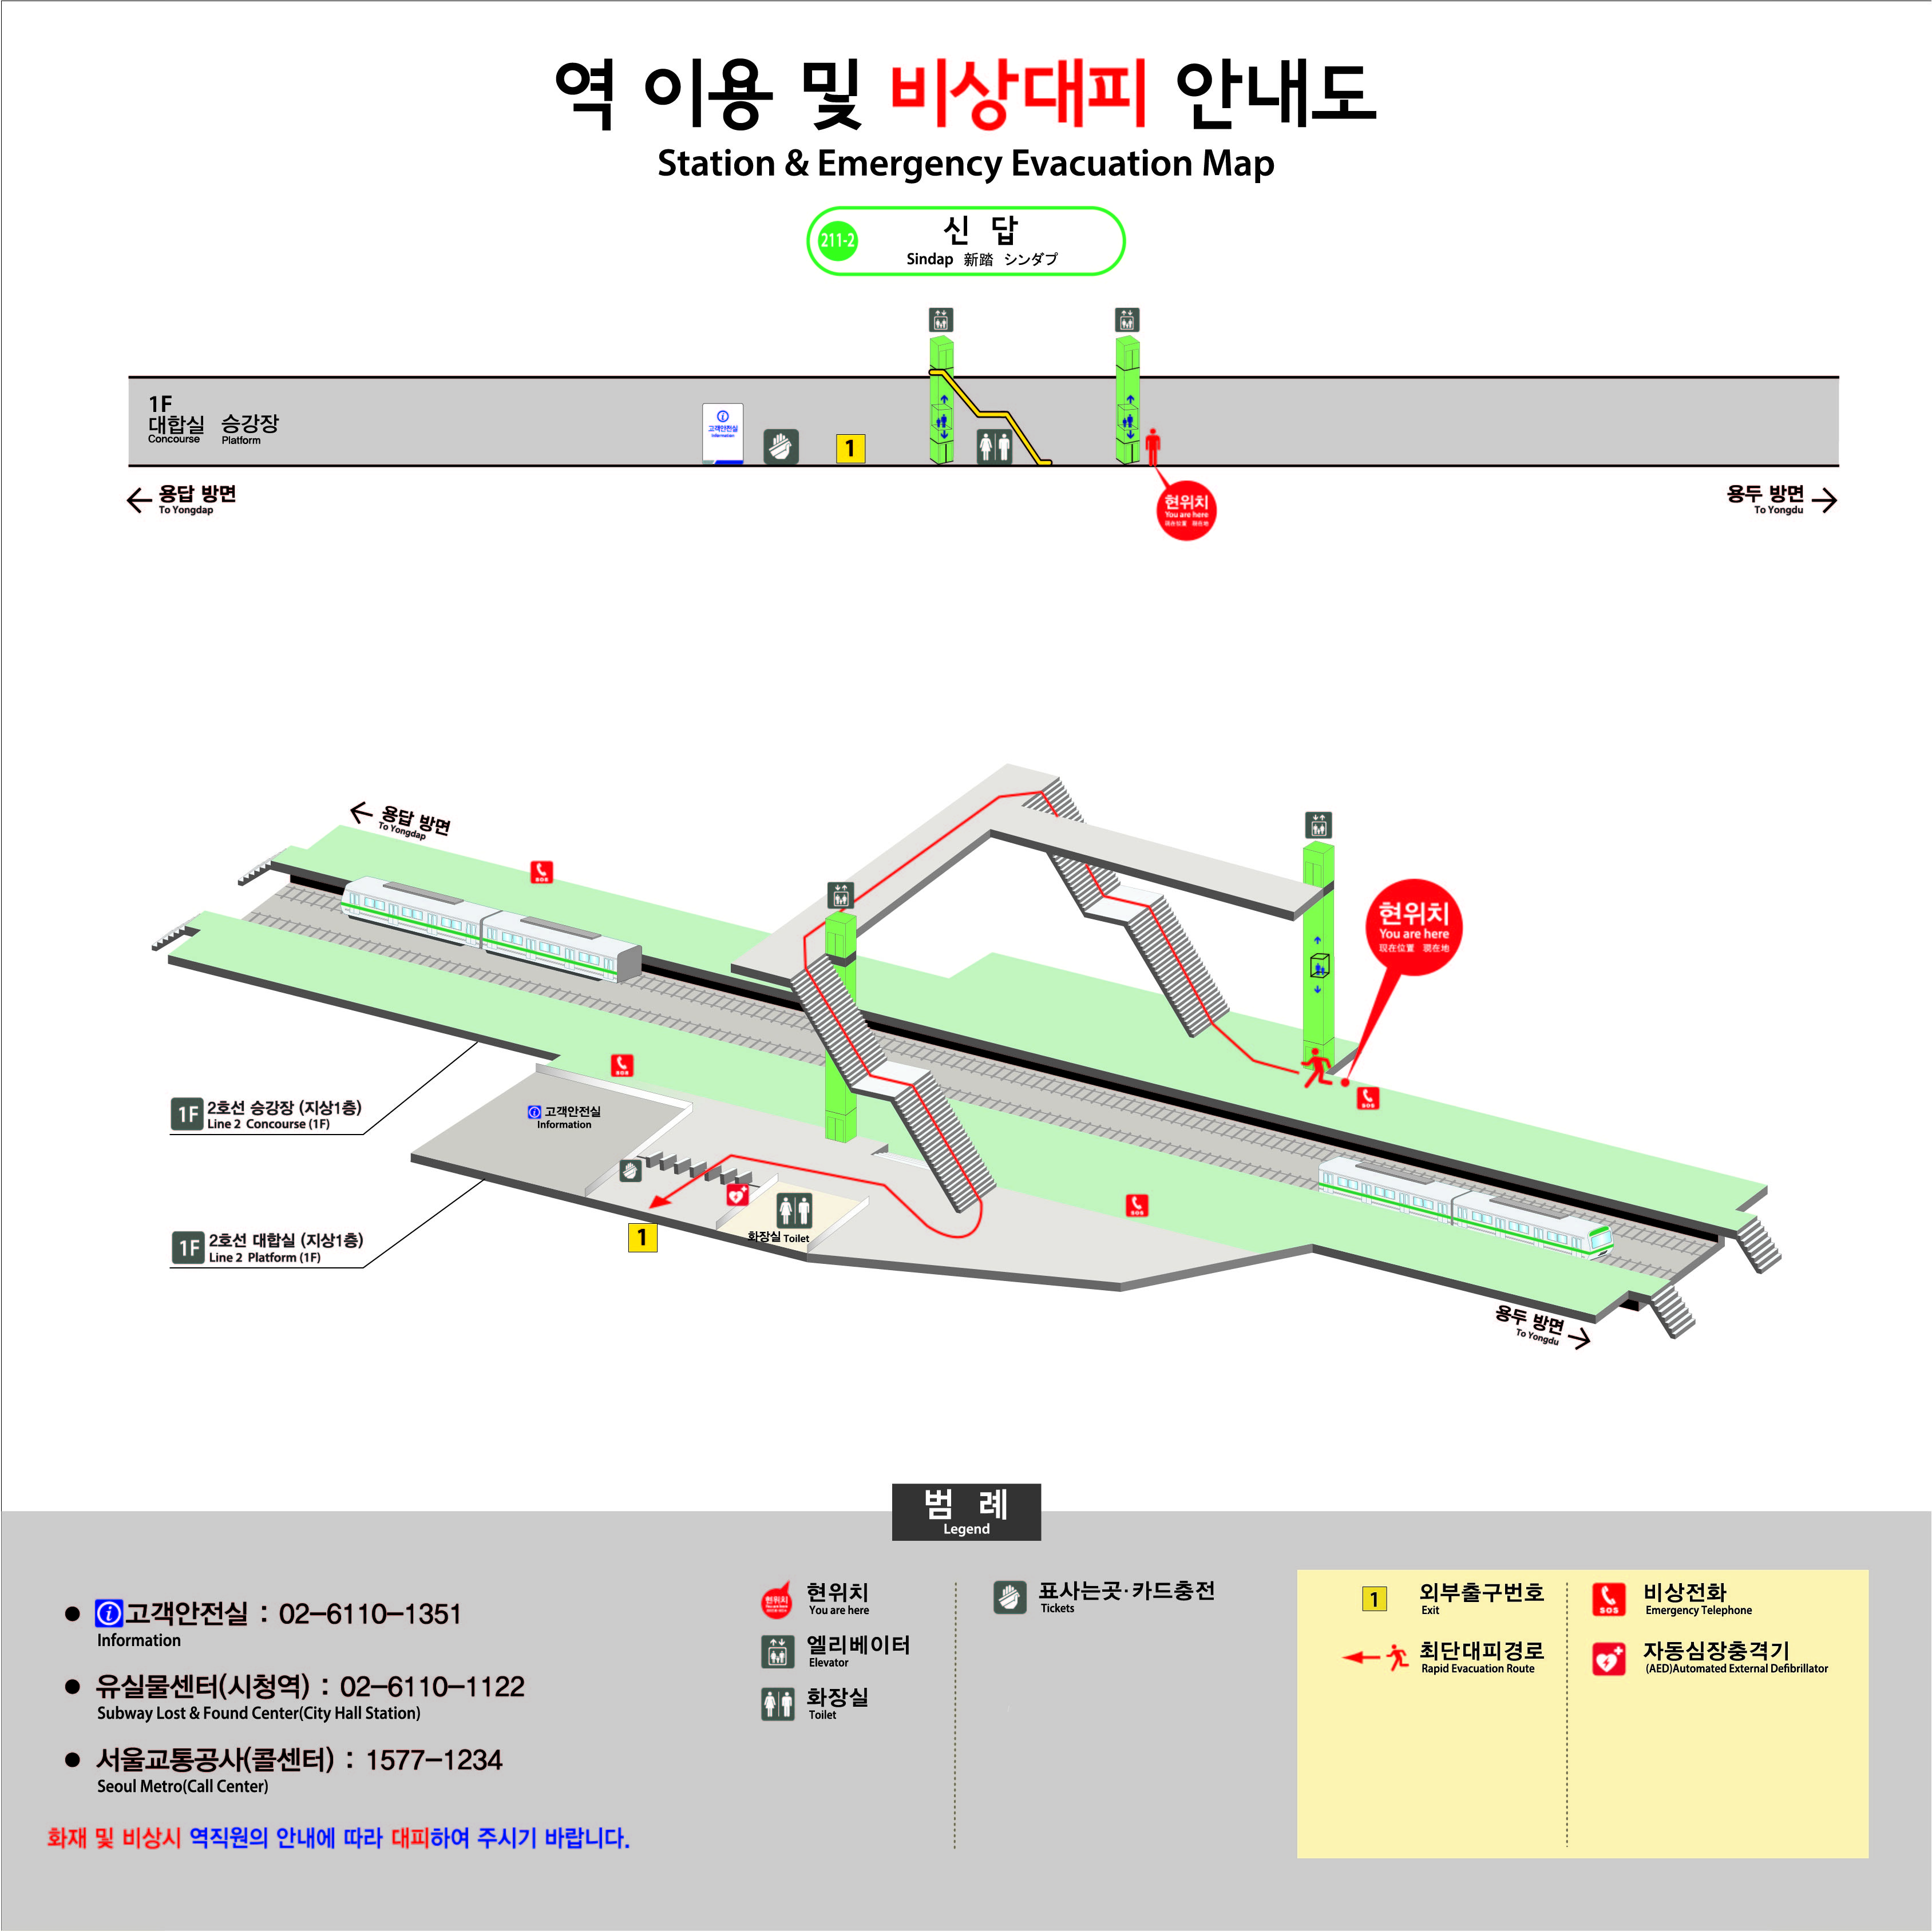 역 이용 및 비상대피 안내도
Station & Emergency Evacuation Map
211-2
신 답
Sindap 新踏 シンダプ
1F
대합실 승강장
Concourse Platform
고객안전실
Information
1
현위치
You are here
现在位置 現在地
용답 방면
To Yongdap
용두 방면
To Yongdu
용답 방면
To Yongdap
SOS
현위치
You are here
现在位置 現在地
SOS
SOS
1F 2호선 승강장 (지상1층)
Line 2 Concourse (1F)
고객안전실
Information
1F 2호선 대합실 (지상1층)
Line 2 Platform (1F)
1
화장실 Toilet
SOS
용두 방면
To Yongdu
범 례
Legend
고객안전실 : 02-6110-1351
Information
유실물센터(시청역) : 02-6110-1122
Subway Lost & Found Center(City Hall Station)
서울교통공사(콜센터) : 1577-1234
Seoul Metro(Call Center)
화재 및 비상시 역직원의 안내에 따라 대피하여 주시기 바랍니다.
현위치
You are here
현위치
You are here
엘리베이터
Elevator
화장실
Toilet
표사는곳·카드충전
Tickets
1
외부출구번호
Exit
최단대피경로
Rapid Evacuation Route
SOS
비상전화
Emergency Telephone
자동심장충격기
(AED)Automated External Defibrillator